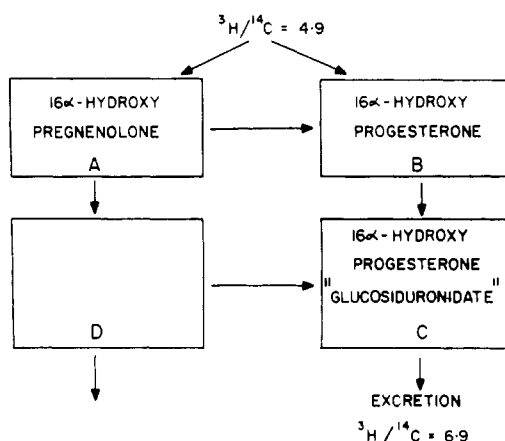 ³H/¹⁴C = 4·9
16α-HYDROXY
PREGNENOLONE
A
16α-HYDROXY
PROGESTERONE
B
D
16α-HYDROXY
PROGESTERONE
"GLUCOSIDURONIDATE"
C
EXCRETION
³H/¹⁴C = 6·9